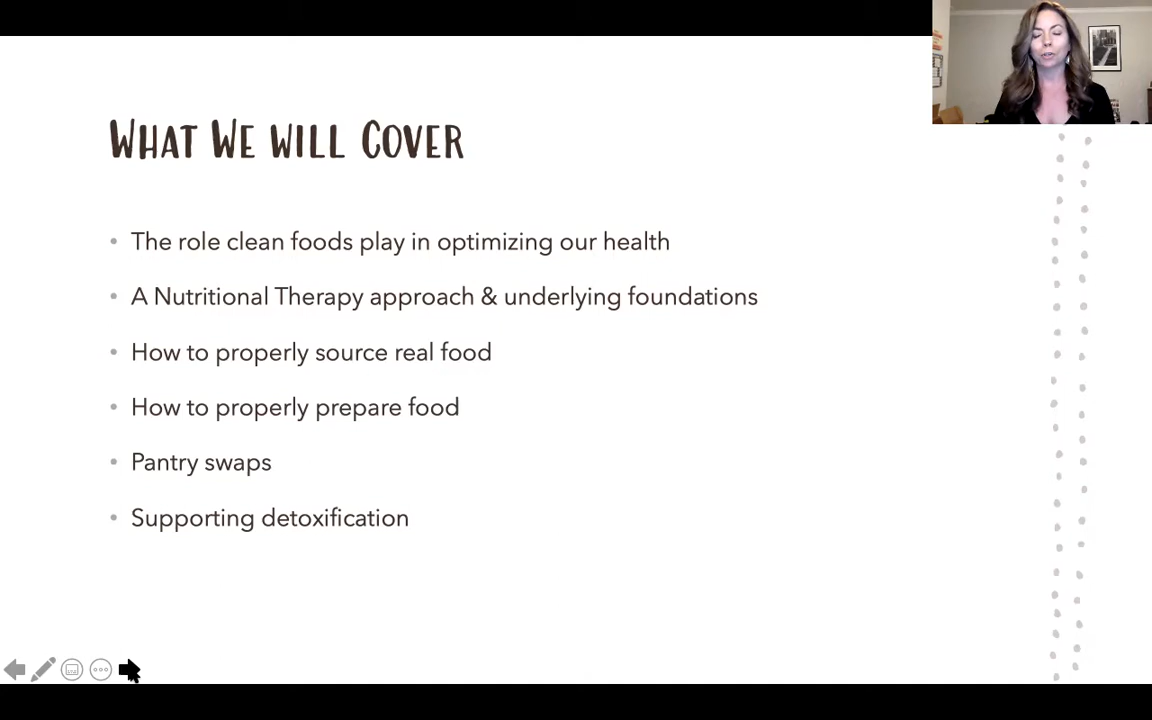 What We will Cover
• The role clean foods play in optimizing our health
• A Nutritional Therapy approach & underlying foundations
• How to properly source real food
• How to properly prepare food
• Pantry swaps
• Supporting detoxification